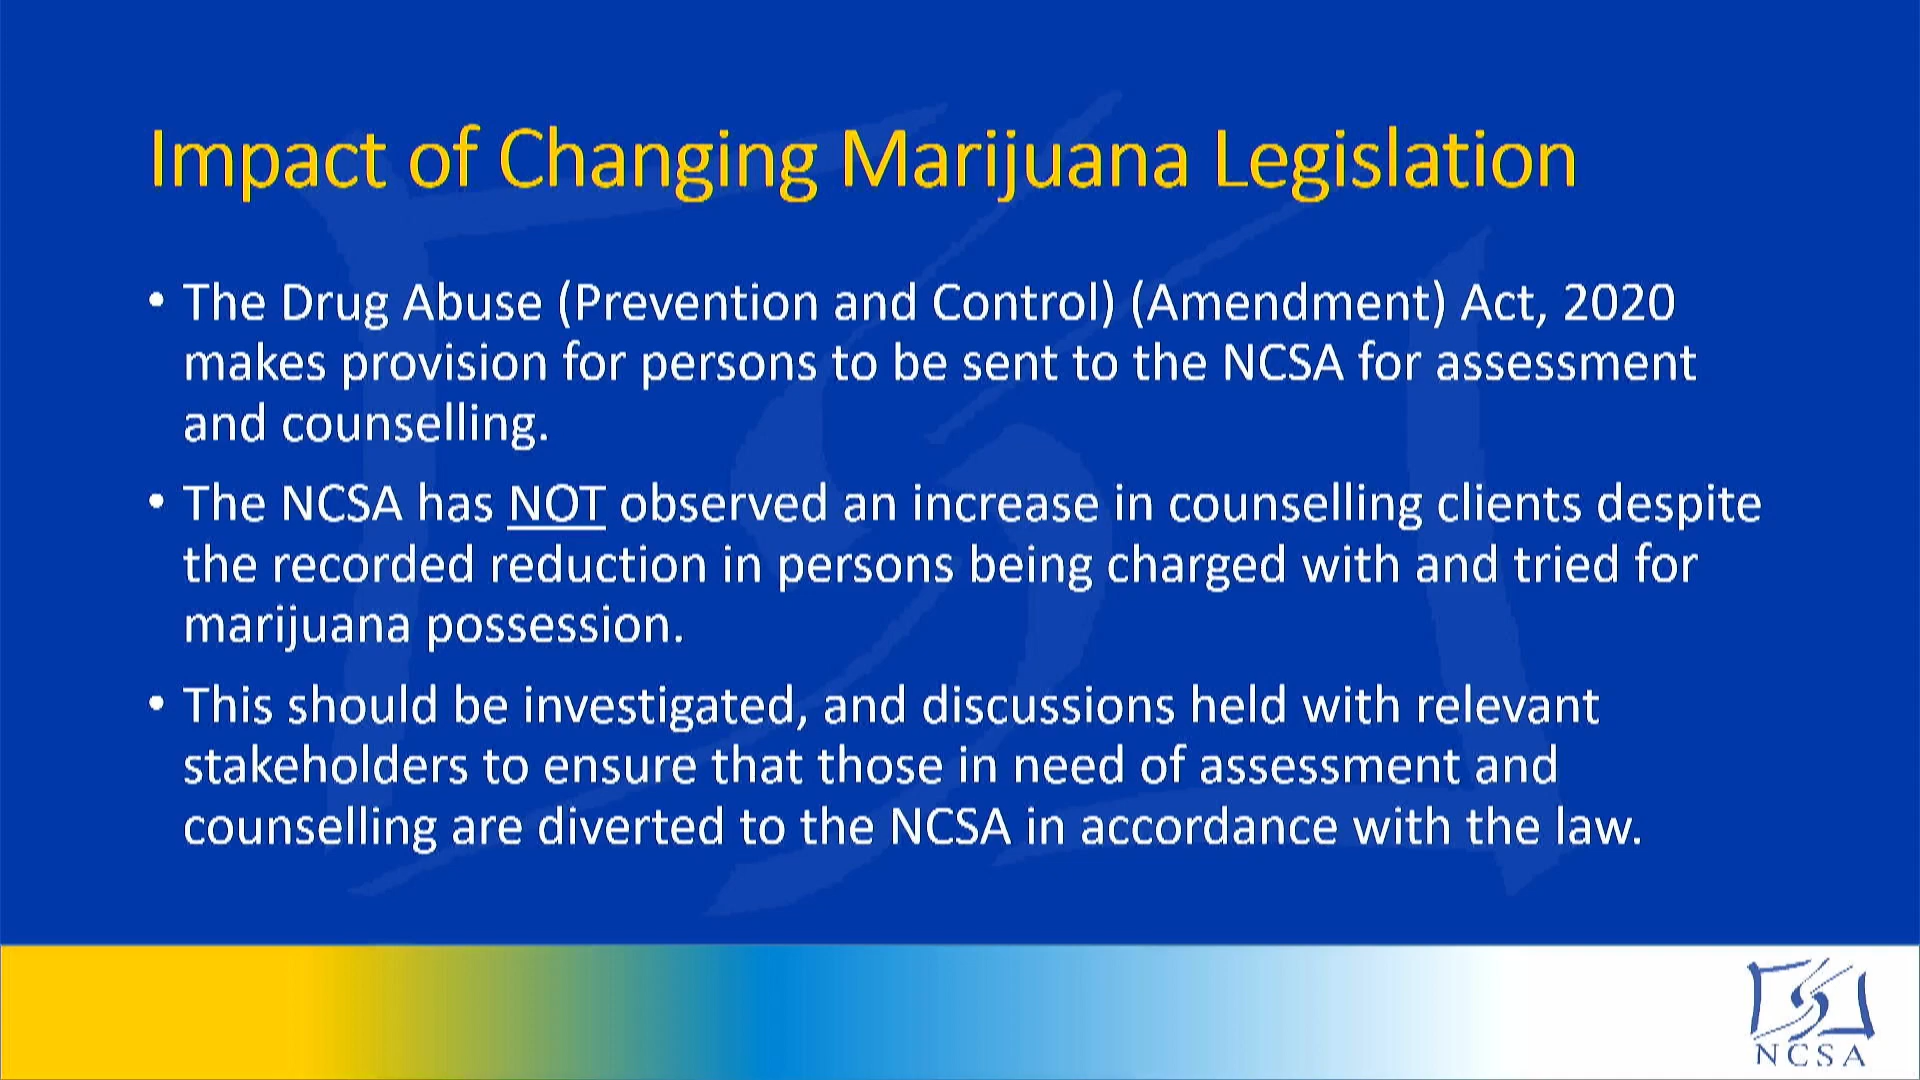 Impact of Changing Marijuana Legislation
• The Drug Abuse (Prevention and Control) (Amendment) Act, 2020
makes provision for persons to be sent to the NCSA for assessment
and counselling.
• The NCSA has NOT observed an increase in counselling clients despite
the recorded reduction in persons being charged with and tried for
marijuana possession.
• This should be investigated, and discussions held with relevant
stakeholders to ensure that those in need of assessment and
counselling are diverted to the NCSA in accordance with the law.
NCSA